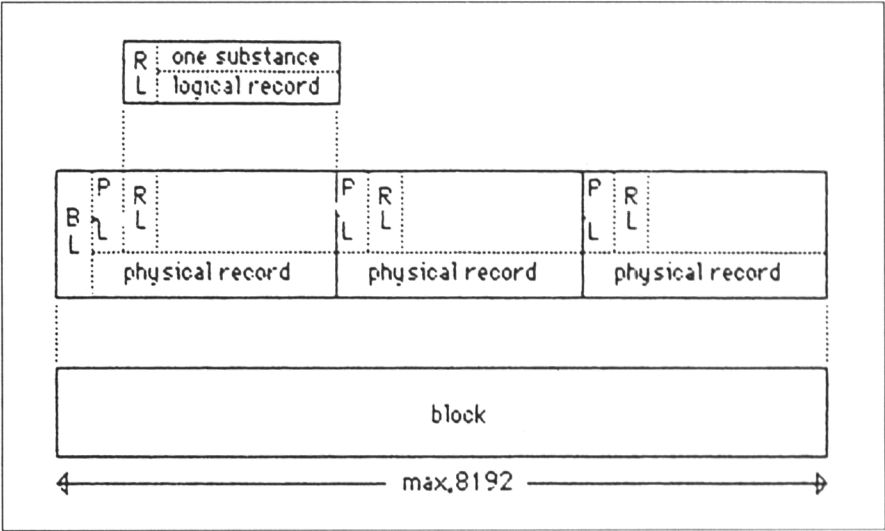 R one substance
L logical record
P R P R P R
B L L L L L L
L
physical record physical record physical record
block
max.8192